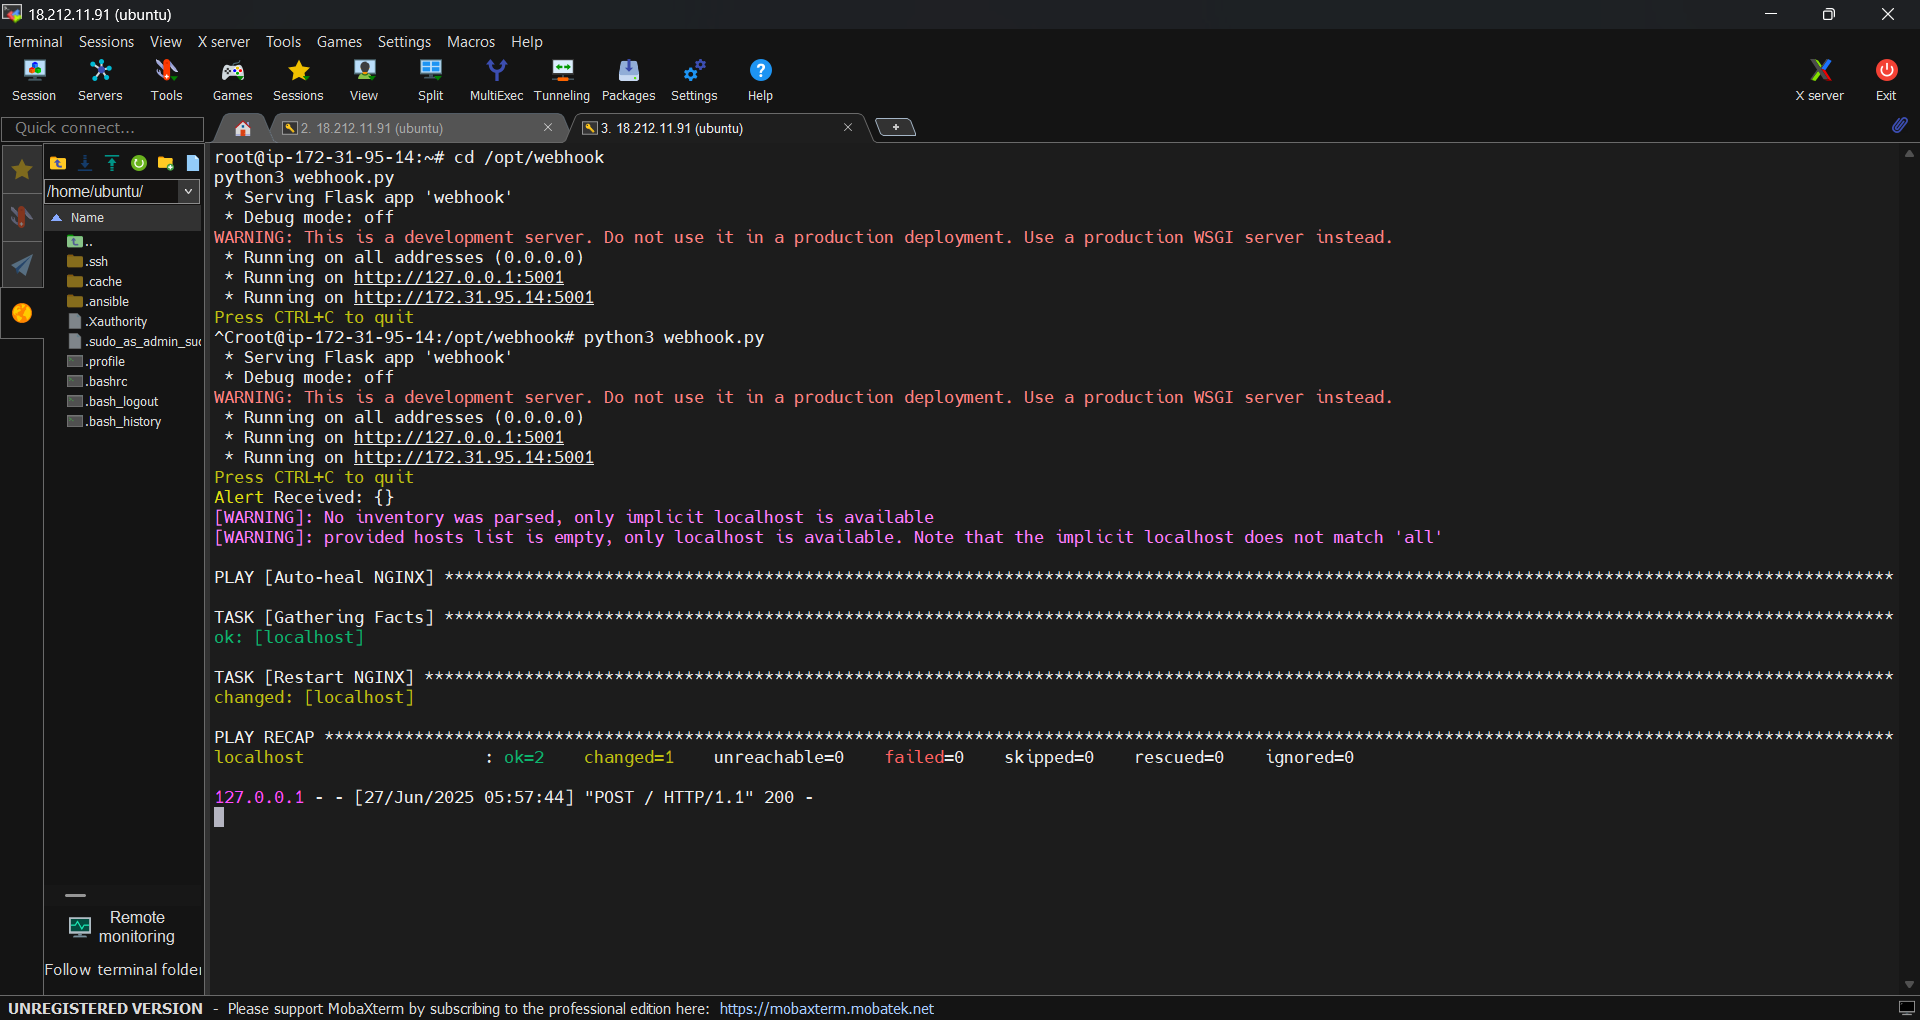 18.212.11.91 (ubuntu)
Terminal Sessions View X server Tools Games Settings Macros Help
Session Servers Tools Games Sessions View Split MultiExec Tunneling Packages Settings Help X server Exit
Quick connect...
2. 18.212.11.91 (ubuntu)
3. 18.212.11.91 (ubuntu)
/home/ubuntu/
Name
..
.ssh
.cache
.ansible
.Xauthority
.sudo_as_admin_suc
.profile
.bashrc
.bash_logout
.bash_history
Remote
monitoring
Follow terminal folder
root@ip-172-31-95-14:~# cd /opt/webhook
python3 webhook.py
 * Serving Flask app 'webhook'
 * Debug mode: off
WARNING: This is a development server. Do not use it in a production deployment. Use a production WSGI server instead.
 * Running on all addresses (0.0.0.0)
 * Running on http://127.0.0.1:5001
 * Running on http://172.31.95.14:5001
Press CTRL+C to quit
^Croot@ip-172-31-95-14:/opt/webhook# python3 webhook.py
 * Serving Flask app 'webhook'
 * Debug mode: off
WARNING: This is a development server. Do not use it in a production deployment. Use a production WSGI server instead.
 * Running on all addresses (0.0.0.0)
 * Running on http://127.0.0.1:5001
 * Running on http://172.31.95.14:5001
Press CTRL+C to quit
Alert Received: {}
[WARNING]: No inventory was parsed, only implicit localhost is available
[WARNING]: provided hosts list is empty, only localhost is available. Note that the implicit localhost does not match 'all'
PLAY [Auto-heal NGINX] *************************************************************************************************************************************************
TASK [Gathering Facts] *************************************************************************************************************************************************
ok: [localhost]
TASK [Restart NGINX] ***************************************************************************************************************************************************
changed: [localhost]
PLAY RECAP *************************************************************************************************************************************************************
localhost : ok=2 changed=1 unreachable=0 failed=0 skipped=0 rescued=0 ignored=0
127.0.0.1 - - [27/Jun/2025 05:57:44] "POST / HTTP/1.1" 200 -
UNREGISTERED VERSION - Please support MobaXterm by subscribing to the professional edition here: https://mobaxterm.mobatek.net